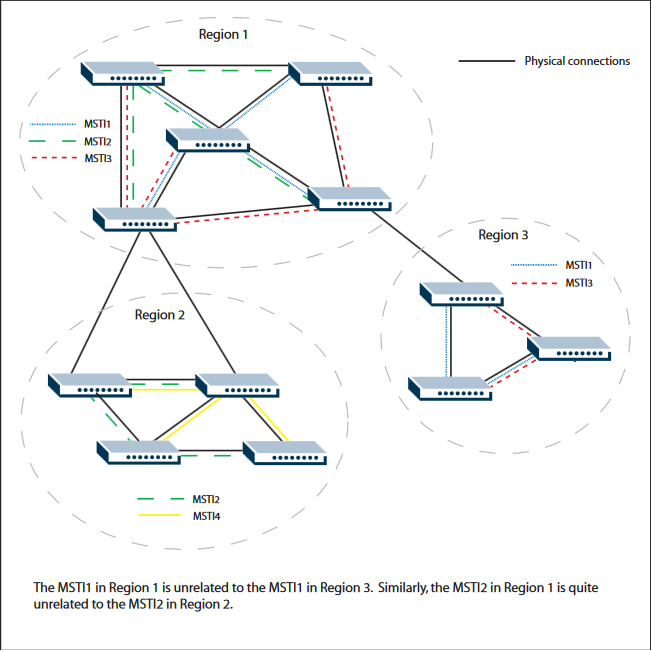 Region 1
Physical connections
MSTI1
MSTI2
MSTI3
Region 3
MSTI1
MSTI3
Region 2
MSTI2
MSTI4
The MSTI1 in Region 1 is unrelated to the MSTI1 in Region 3. Similarly, the MSTI2 in Region 1 is quite
unrelated to the MSTI2 in Region 2.